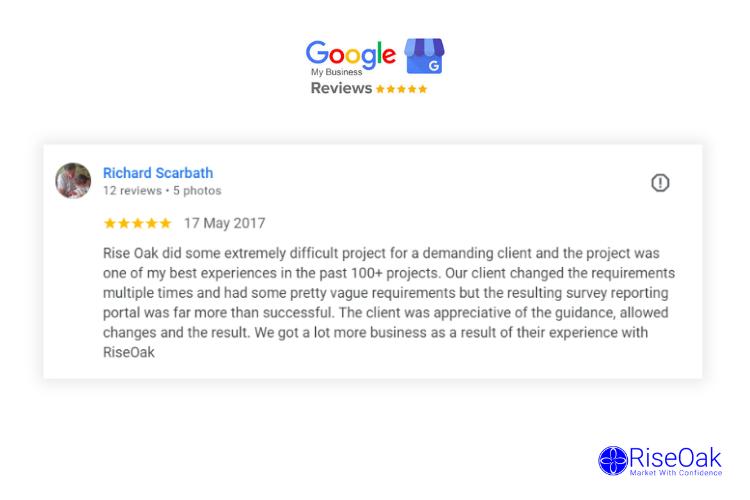 Google
My Business
G
Reviews
Richard Scarbath
12 reviews • 5 photos
17 May 2017
Rise Oak did some extremely difficult project for a demanding client and the project was
one of my best experiences in the past 100+ projects. Our client changed the requirements
multiple times and had some pretty vague requirements but the resulting survey reporting
portal was far more than successful. The client was appreciative of the guidance, allowed
changes and the result. We got a lot more business as a result of their experience with
RiseOak
RiseOak
Market With Confidence